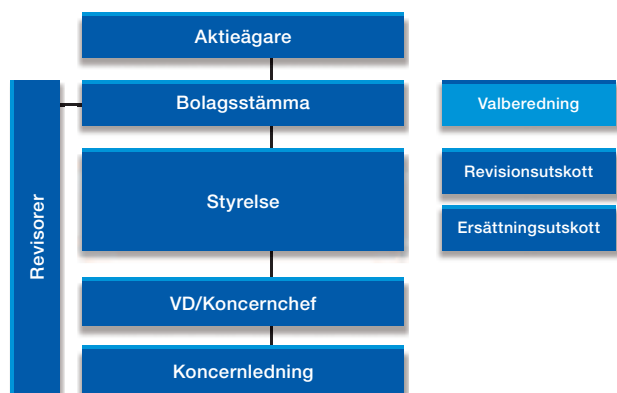 Aktieägare
Bolagsstämma
Valberedning
Revisionsutskott
Styrelse
Ersättningsutskott
Revisorer
VD/Koncernchef
Koncernledning